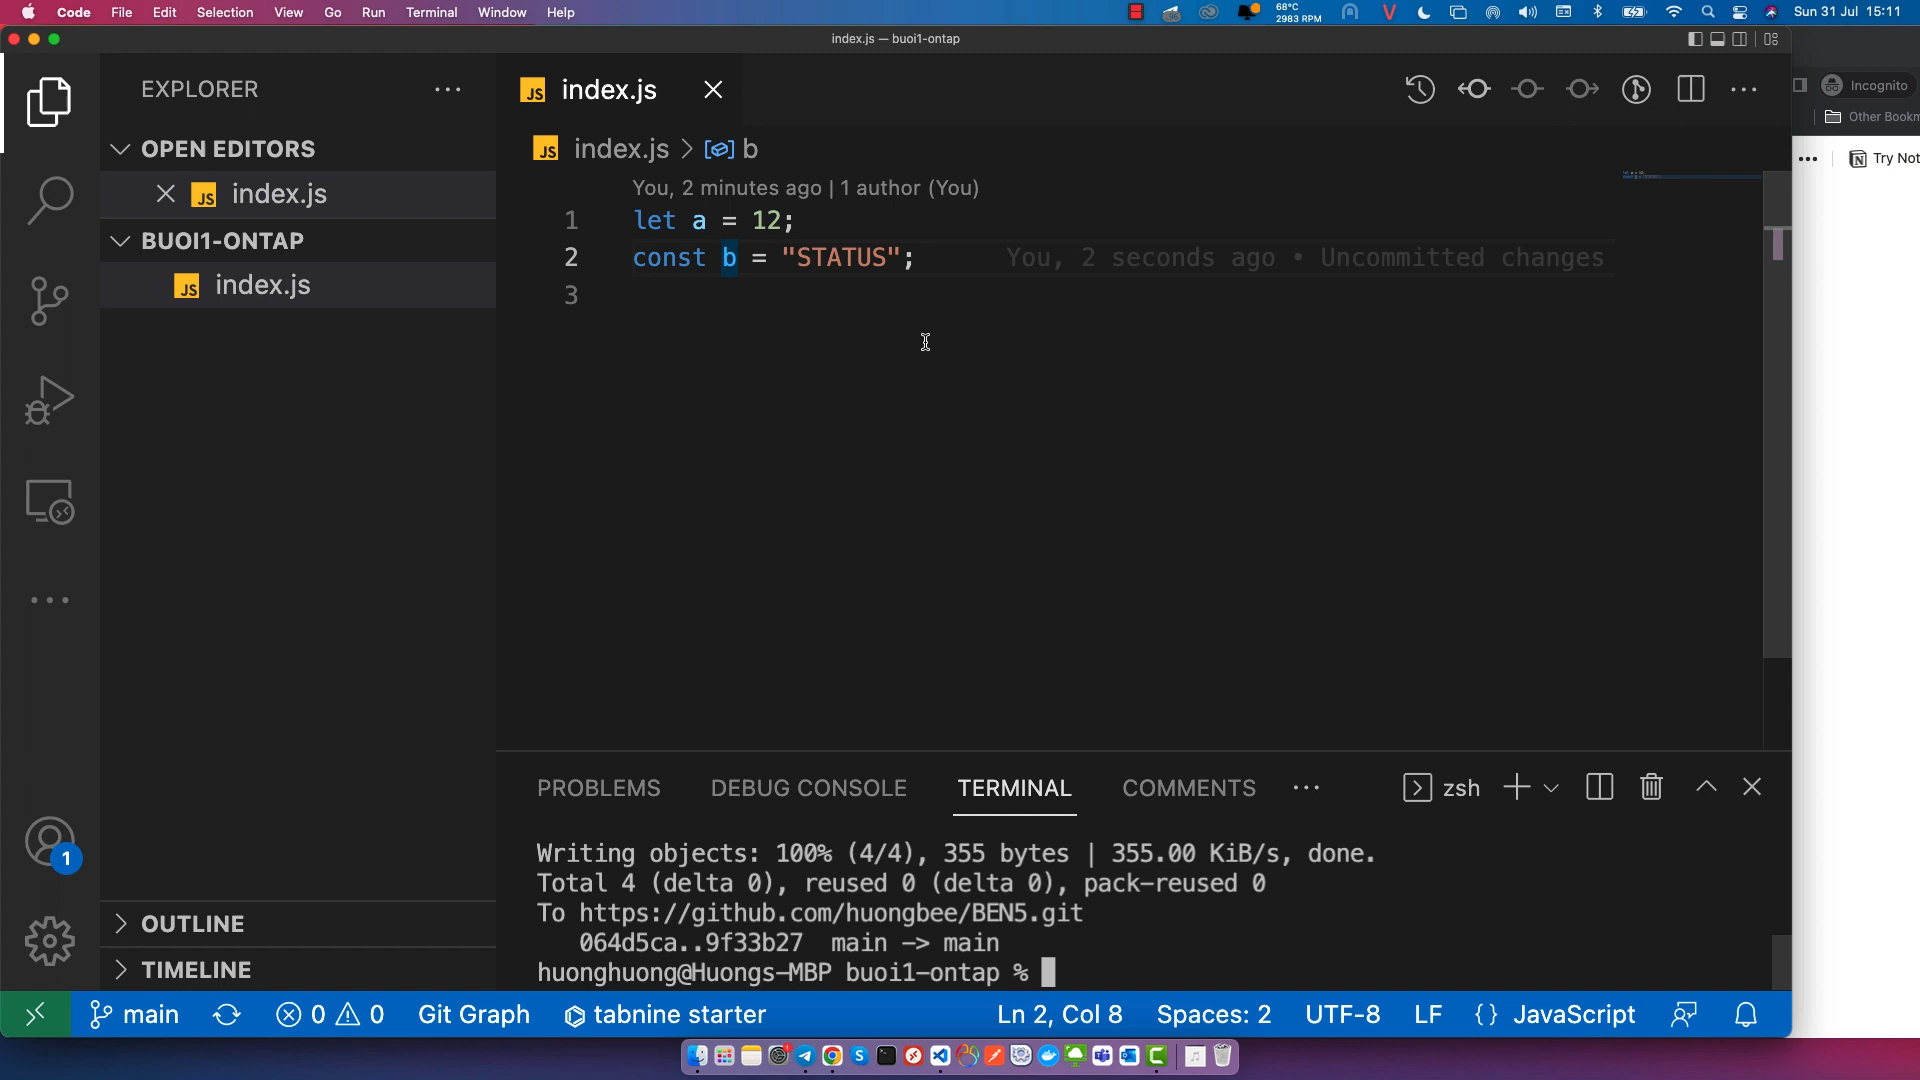 Code File Edit Selection View Go Run Terminal Window Help 68°C 2983 RPM Sun 31 Jul 15:11
index.js — buoi1-ontap
EXPLORER
OPEN EDITORS
index.js
BUOI1-ONTAP
index.js
OUTLINE
TIMELINE
JS index.js
JS index.js > b
You, 2 minutes ago | 1 author (You)
1 let a = 12;
2 const b = "STATUS"; You, 2 seconds ago • Uncommitted changes
3
Incognito
Other Bookm
Try Not
PROBLEMS DEBUG CONSOLE TERMINAL COMMENTS zsh
Writing objects: 100% (4/4), 355 bytes | 355.00 KiB/s, done.
Total 4 (delta 0), reused 0 (delta 0), pack-reused 0
To https://github.com/huongbee/BEN5.git
064d5ca..9f33b27 main -> main
huonghuong@Huongs-MBP buoi1-ontap %
1
main 0 0 Git Graph tabnine starter Ln 2, Col 8 Spaces: 2 UTF-8 LF {} JavaScript